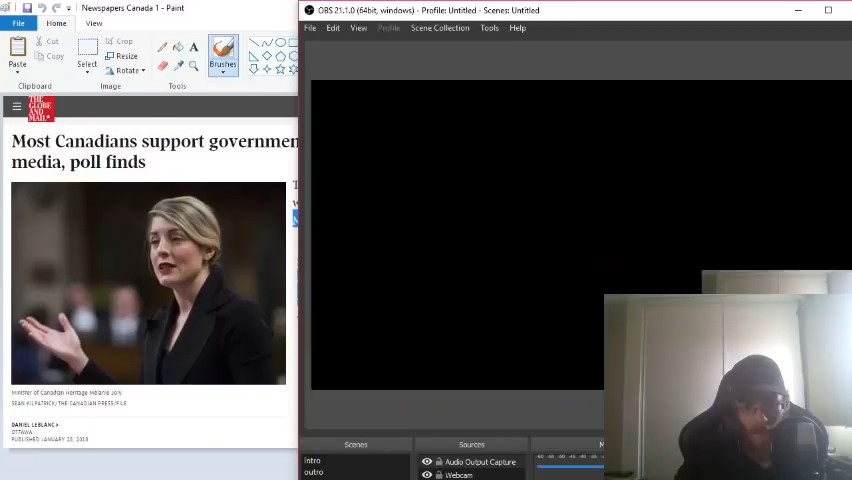 Newspapers Canada 1 - Paint
File
Home
View
Paste
Cut
Copy
Clipboard
Select
Crop
Resize
Rotate
Image
A
Tools
Brushes
THE
GLOBE
AND
MAIL*
Most Canadians support governmen
media, poll finds
Minister of Canadian Heritage Mélanie Joly
SEAN KILPATRICK/THE CANADIAN PRESS/FILE
DANIEL LEBLANC >
OTTAWA
PUBLISHED JANUARY 28, 2018
OBS 21.1.0 (64bit, windows) - Profile: Untitled - Scenes: Untitled
File Edit View Profile Scene Collection Tools Help
Scenes
Intro
outro
Sources
Audio Output Capture
Webcam
M